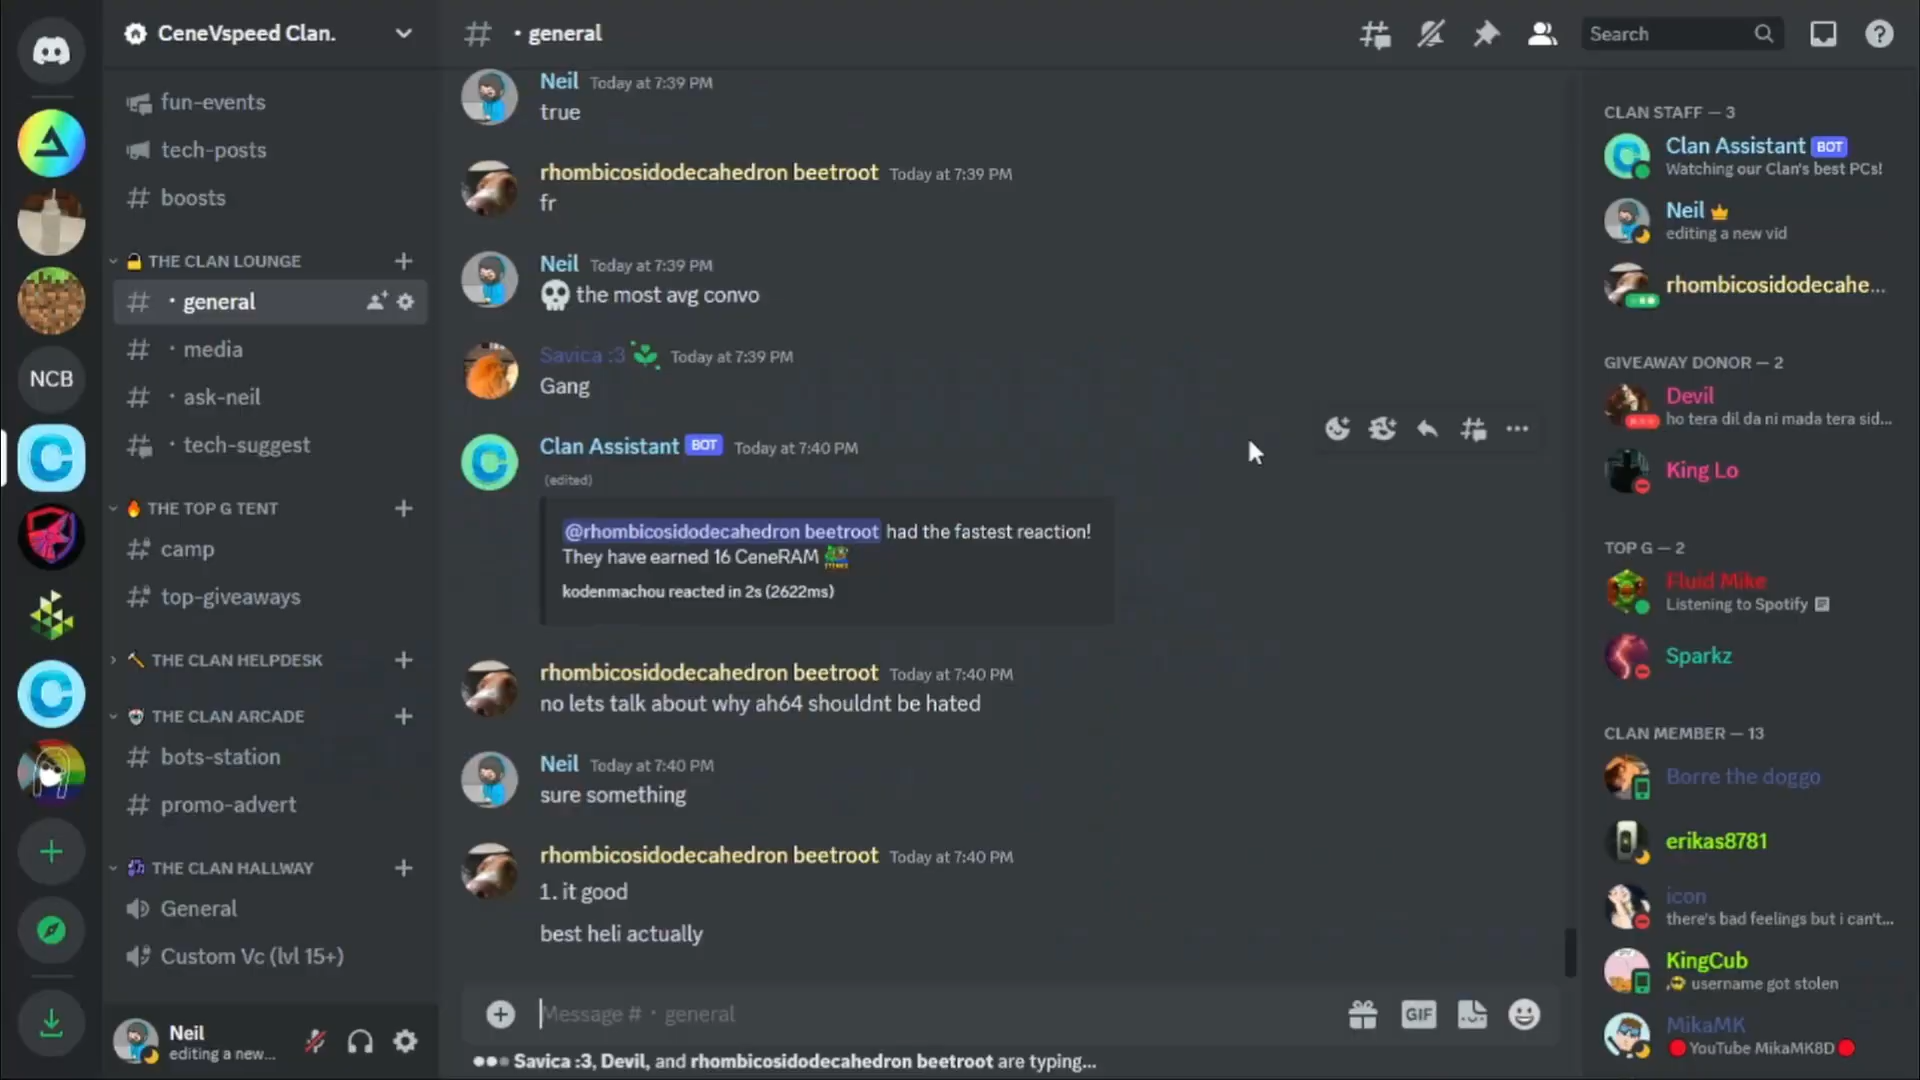 CeneVspeed Clan.
fun-events
tech-posts
boosts
THE CLAN LOUNGE
• general
• media
• ask-neil
• tech-suggest
THE TOP G TENT
camp
top-giveaways
THE CLAN HELPDESK
THE CLAN ARCADE
bots-station
promo-advert
THE CLAN HALLWAY
General
Custom Vc (lvl 15+)
Neil
editing a new...
NCB
• general
Search
Neil Today at 7:39 PM
true
rhombicosidodecahedron beetroot Today at 7:39 PM
fr
Neil Today at 7:39 PM
the most avg convo
Savica :3 Today at 7:39 PM
Gang
Clan Assistant BOT Today at 7:40 PM
(edited)
@rhombicosidodecahedron beetroot had the fastest reaction!
They have earned 16 CeneRAM
kodenmachou reacted in 2s (2622ms)
rhombicosidodecahedron beetroot Today at 7:40 PM
no lets talk about why ah64 shouldnt be hated
Neil Today at 7:40 PM
sure something
rhombicosidodecahedron beetroot Today at 7:40 PM
1. it good
best heli actually
Message # • general
GIF
Savica :3, Devil, and rhombicosidodecahedron beetroot are typing...
CLAN STAFF — 3
Clan Assistant BOT
Watching our Clan's best PCs!
Neil
editing a new vid
rhombicosidodecahe...
GIVEAWAY DONOR — 2
Devil
ho tera dil da ni mada tera sid...
King Lo
TOP G — 2
Fluid Mike
Listening to Spotify
Sparkz
CLAN MEMBER — 13
Borre the doggo
erikas8781
icon
there's bad feelings but i can't...
KingCub
username got stolen
MikaMK
YouTube MikaMK8D